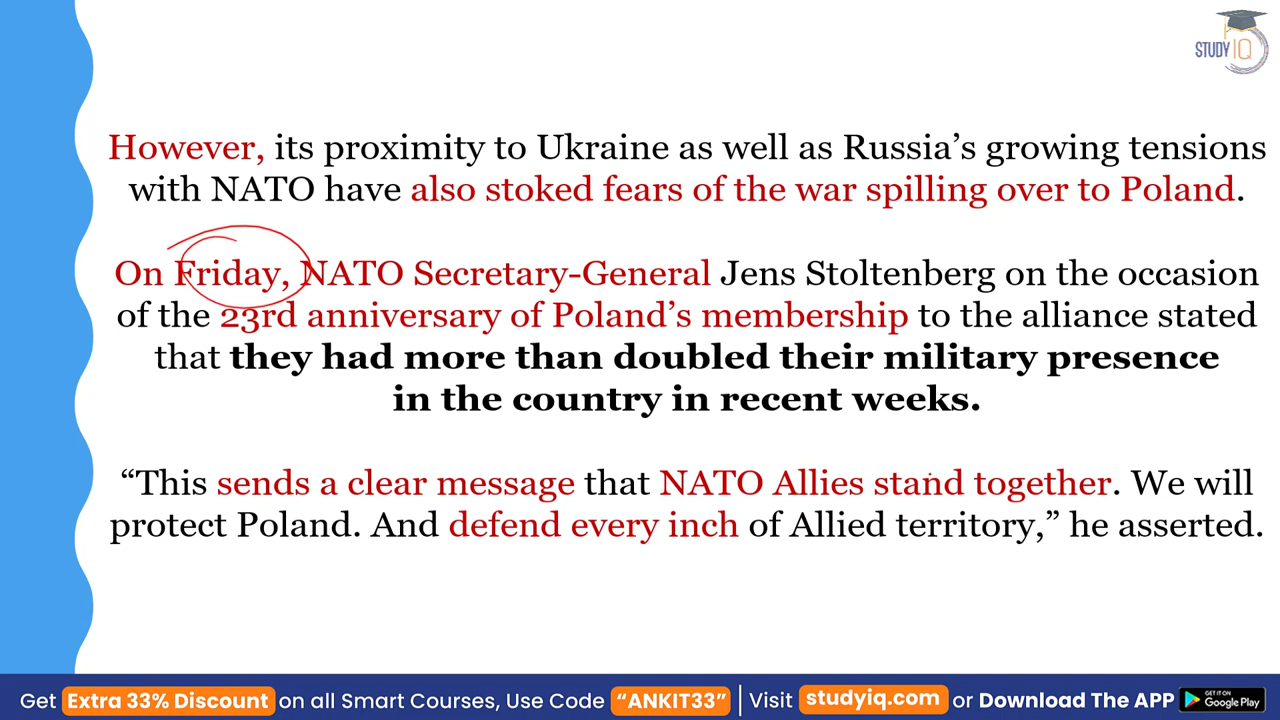 STUDY IQ
However, its proximity to Ukraine as well as Russia’s growing tensions
with NATO have also stoked fears of the war spilling over to Poland.
On Friday, NATO Secretary-General Jens Stoltenberg on the occasion
of the 23rd anniversary of Poland’s membership to the alliance stated
that they had more than doubled their military presence
in the country in recent weeks.
“This sends a clear message that NATO Allies stand together. We will
protect Poland. And defend every inch of Allied territory,” he asserted.
Get Extra 33% Discount on all Smart Courses, Use Code “ANKIT33” Visit studyiq.com or Download The APP GET IT ON Google Play